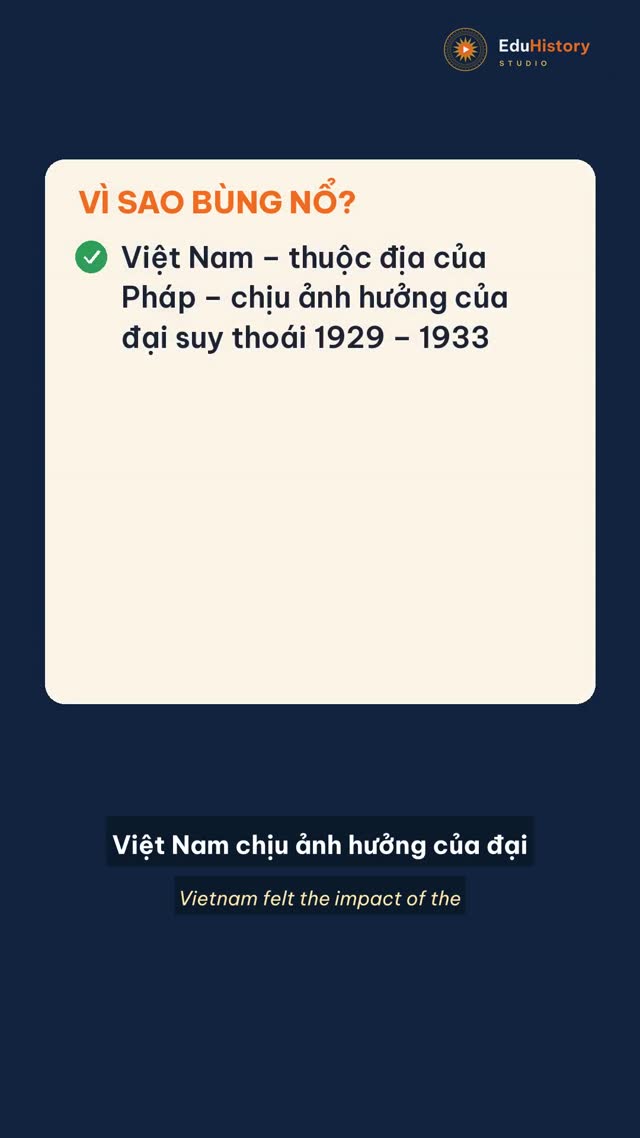 EduHistory
STUDIO
VÌ SAO BÙNG NỔ?
Việt Nam – thuộc địa của
Pháp – chịu ảnh hưởng của
đại suy thoái 1929 – 1933
Việt Nam chịu ảnh hưởng của đại
Vietnam felt the impact of the